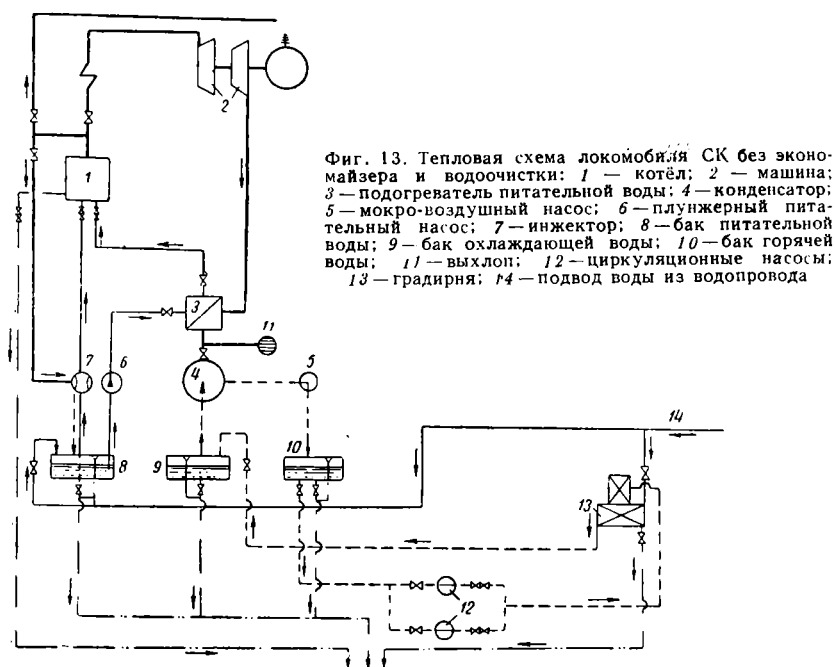 Фиг. 13. Тепловая схема локомобиля СК без эконо-
майзера и водоочистки: 1 — котёл; 2 — машина;
3 — подогреватель питательной воды; 4 — конденсатор;
5 — мокро-воздушный насос; 6 — плунжерный пита-
тельный насос; 7 — инжектор; 8 — бак питательной
воды; 9 — бак охлаждающей воды; 10 — бак горячей
воды; 11 — выхлоп; 12 — циркуляционные насосы;
13 — градирня; 14 — подвод воды из водопровода
2
1
3
11
7
6
4
5
14
8
9
10
13
12